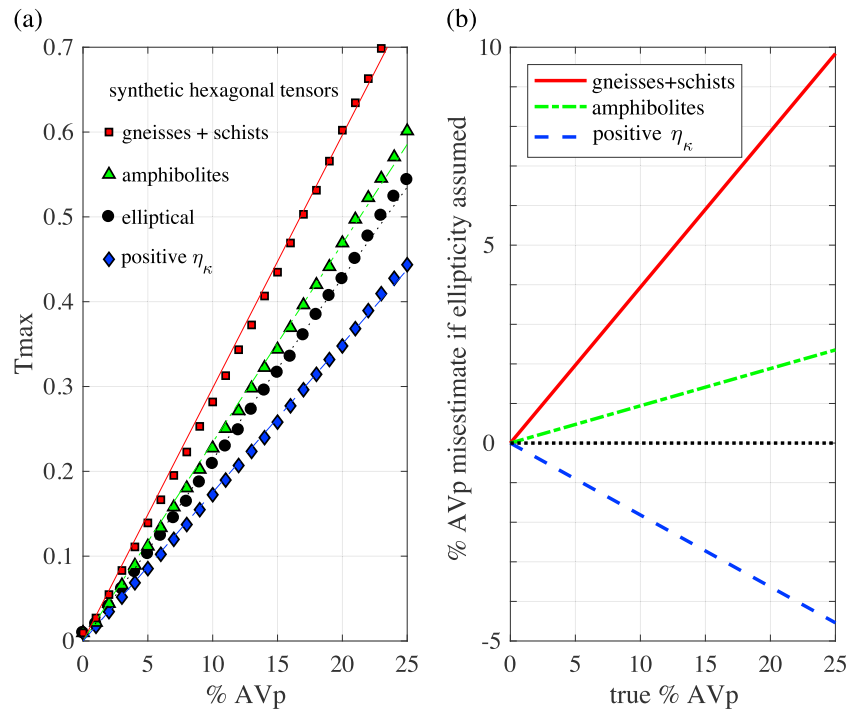 (a)
0.7
0.6
0.5
0.4
0.3
0.2
0.1
0
Tmax
synthetic hexagonal tensors
gneisses + schists
amphibolites
elliptical
positive ηκ
0 5 10 15 20 25
% AVp
(b)
10
5
0
-5
% AVp misestimate if ellipticity assumed
gneisses+schists
amphibolites
positive ηκ
0 5 10 15 20 25
true % AVp